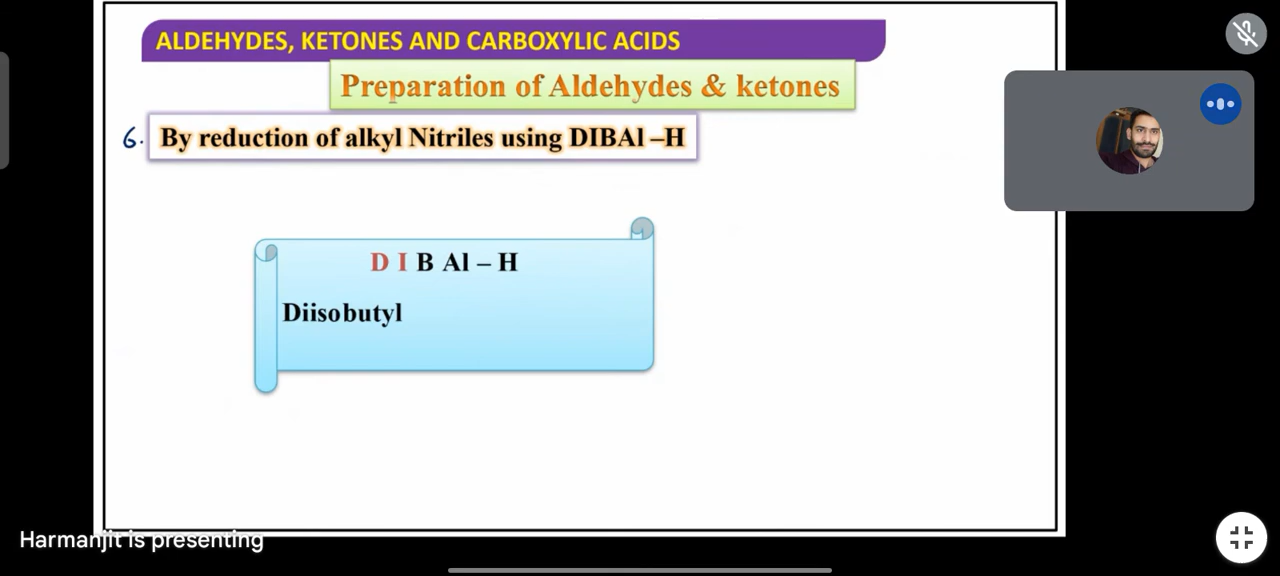 ALDEHYDES, KETONES AND CARBOXYLIC ACIDS
Preparation of Aldehydes & ketones
6. By reduction of alkyl Nitriles using DIBAl –H
D I B Al – H
Diisobutyl
Harmanjit is presenting